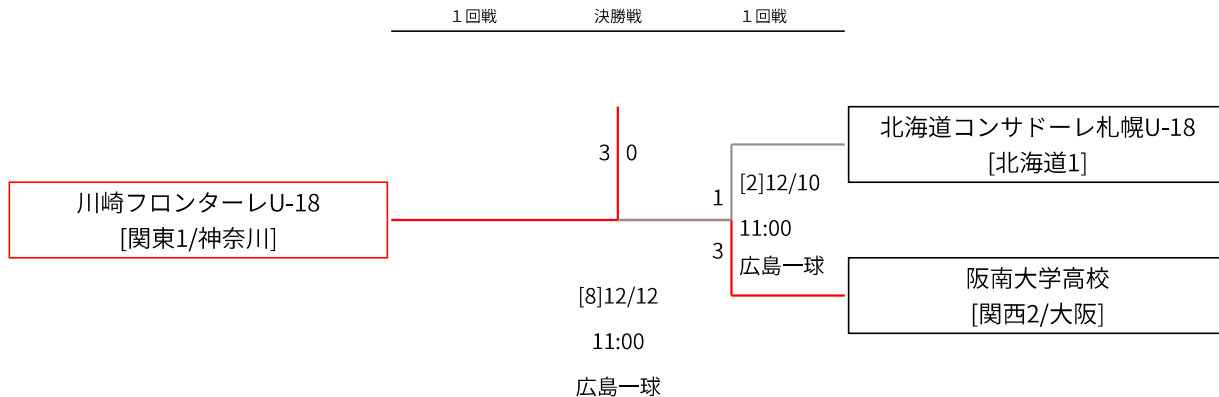 １回戦
決勝戦
１回戦
川崎フロンターレU-18
[関東1/神奈川]
3
0
[8]12/12
11:00
広島一球
1
3
[2]12/10
11:00
広島一球
北海道コンサドーレ札幌U-18
[北海道1]
阪南大学高校
[関西2/大阪]